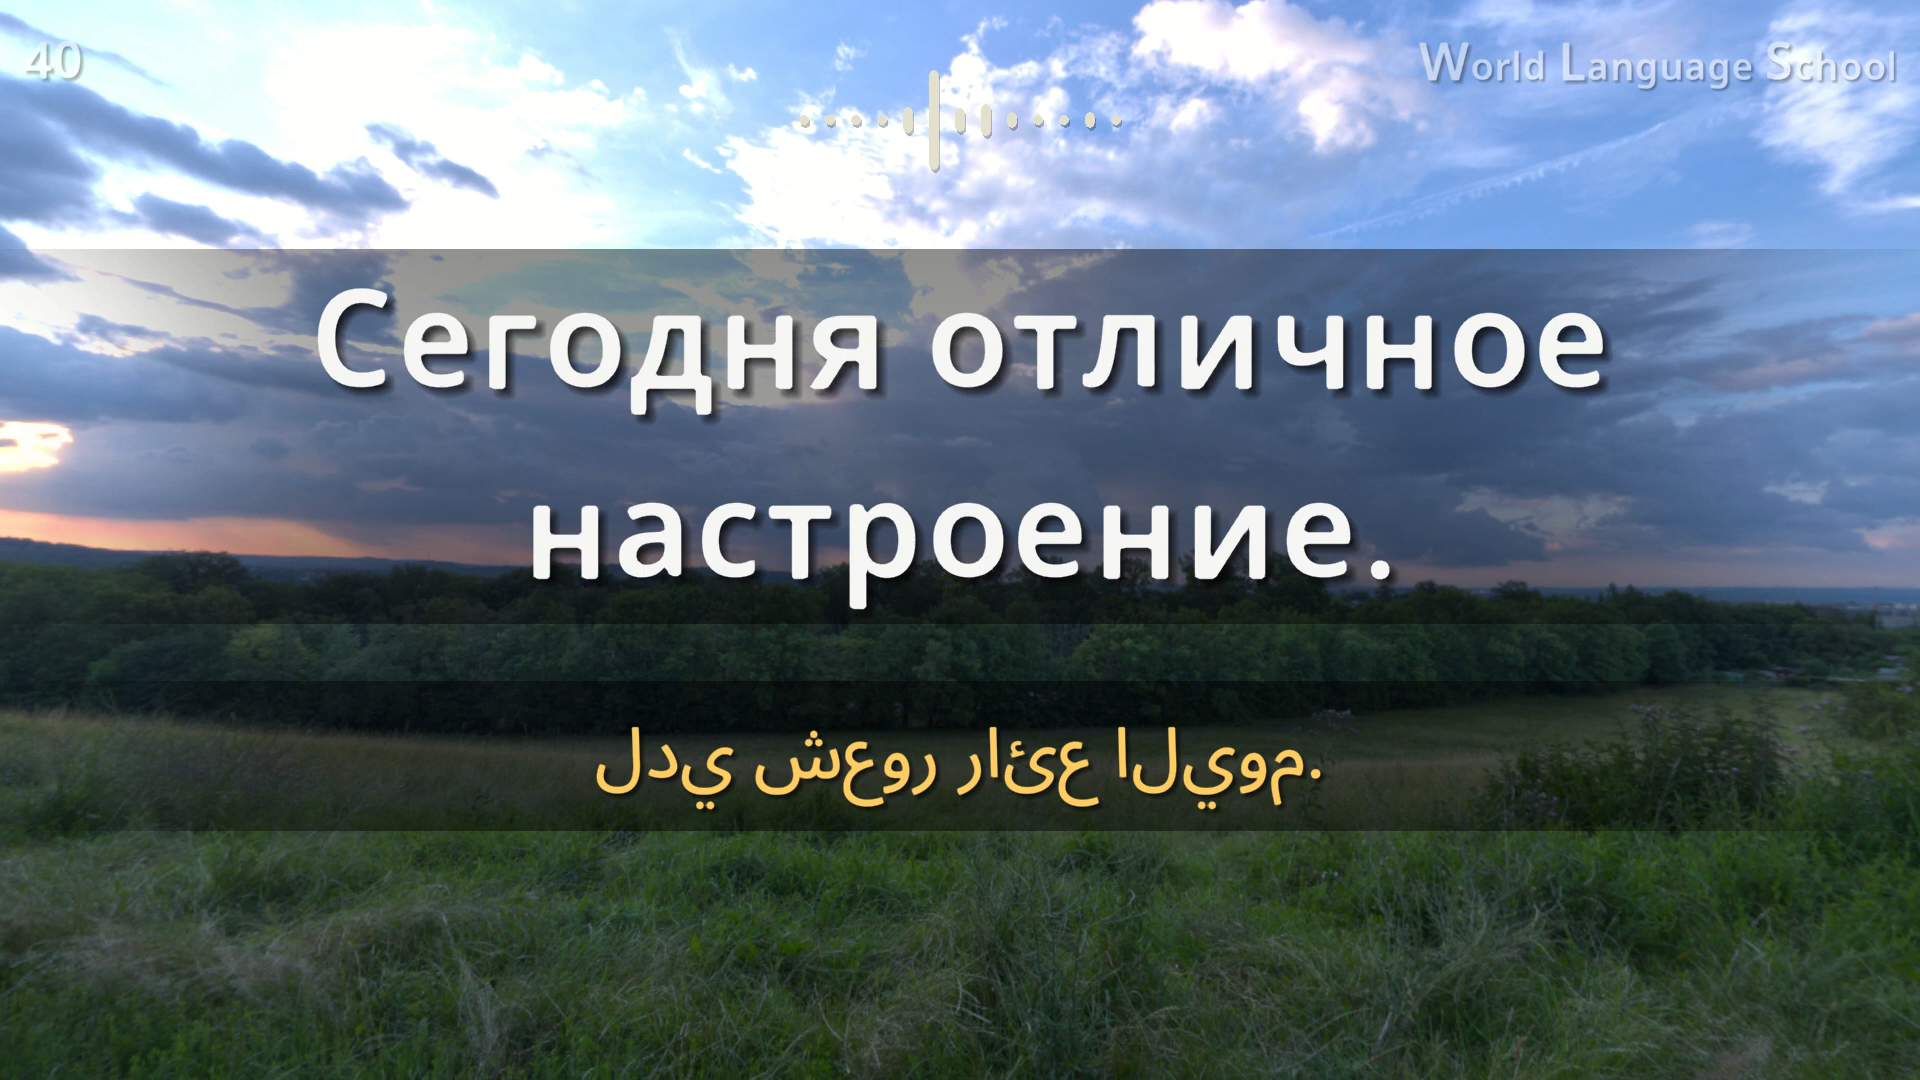 40
World Language School
Сегодня отличное
настроение.
لدي شعور رائع اليوم.